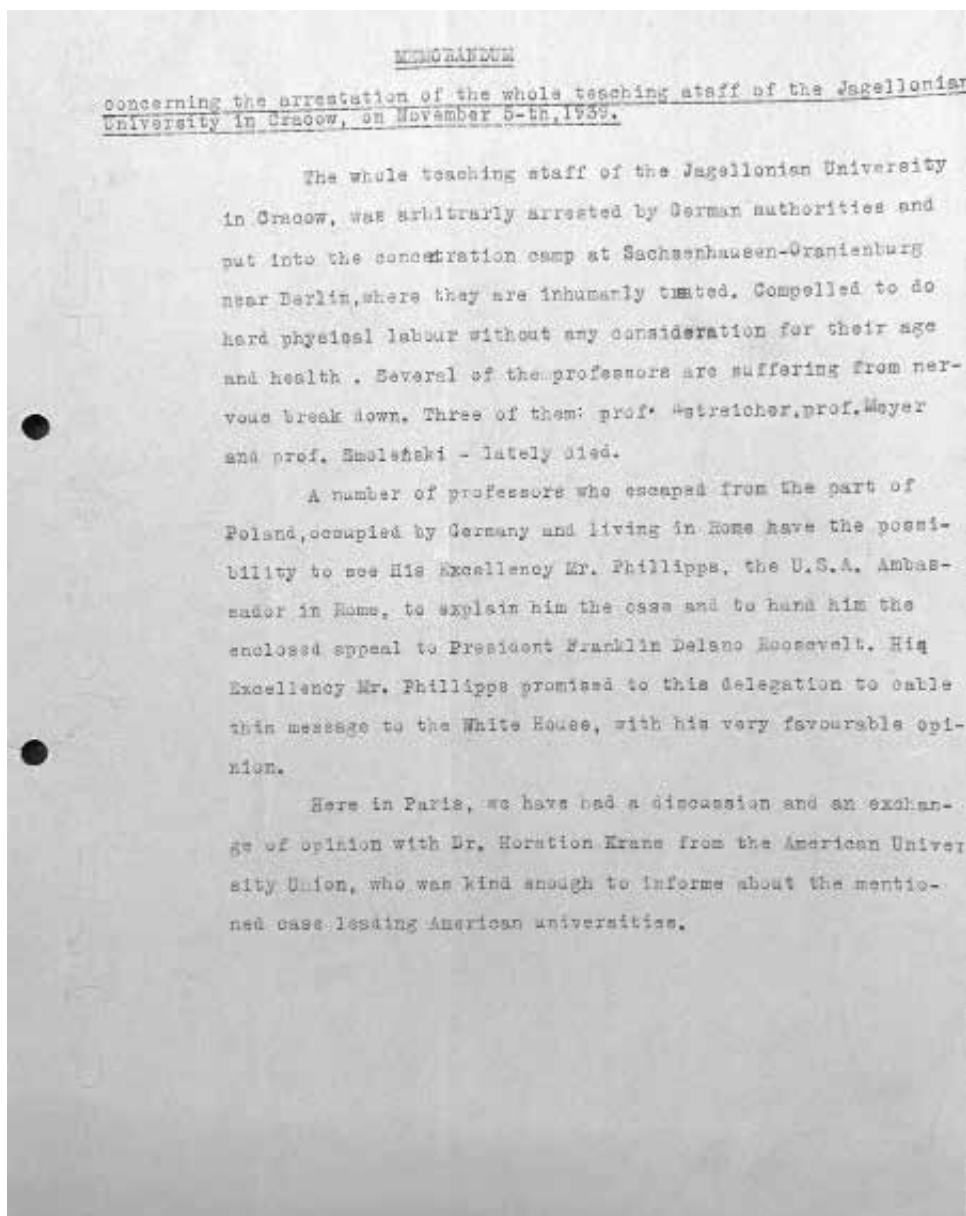 MEMORANDUM
concerning the arrestation of the whole teaching staff of the Jagellonian
University in Cracow, on November 5-th,1939.
The whole teaching staff of the Jagellonian University
in Cracow, was arbitrarly arrested by German authorities and
put into the concetration camp at Sachsenhausen-Oranienburg
near Berlin,where they are inhumanly treated. Compelled to do
hard physical labour without any consideration for their age
and health . Several of the professors are suffering from ner-
vous break down. Three of them: prof. prof.Meyer
and prof. Smoleński - lately died.
A number of professors who escaped from the part of
Poland,occupied by Germany and living in Rome have the possi-
bility to see His Excellency Mr. Phillipps, the U.S.A. Ambas-
sador in Rome, to explain him the case and to hand him the
enclosed appeal to President Franklin Delano Roosevelt. His
Excellency Mr. Phillipps promised to this delegation to cable
this message to the White House, with his very favourable opi-
nion.
Here in Paris, we have had a discussion and an exchan-
ge of opinion with Dr. Horation Krans from the American Univer
sity Union, who was kind enough to informe about the mentio-
ned case leading American universities.